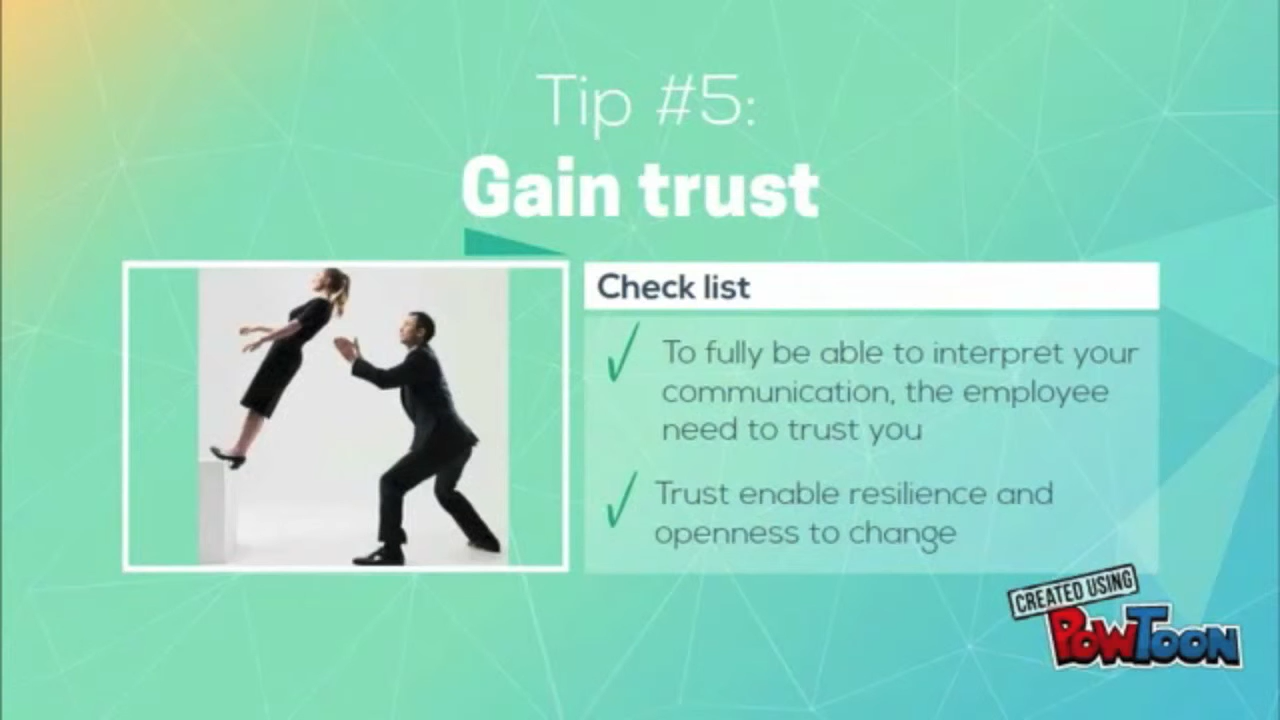 Tip #5:
Gain trust
Check list
To fully be able to interpret your
communication, the employee
need to trust you
Trust enable resilience and
openness to change
CREATED USING
POWTOON